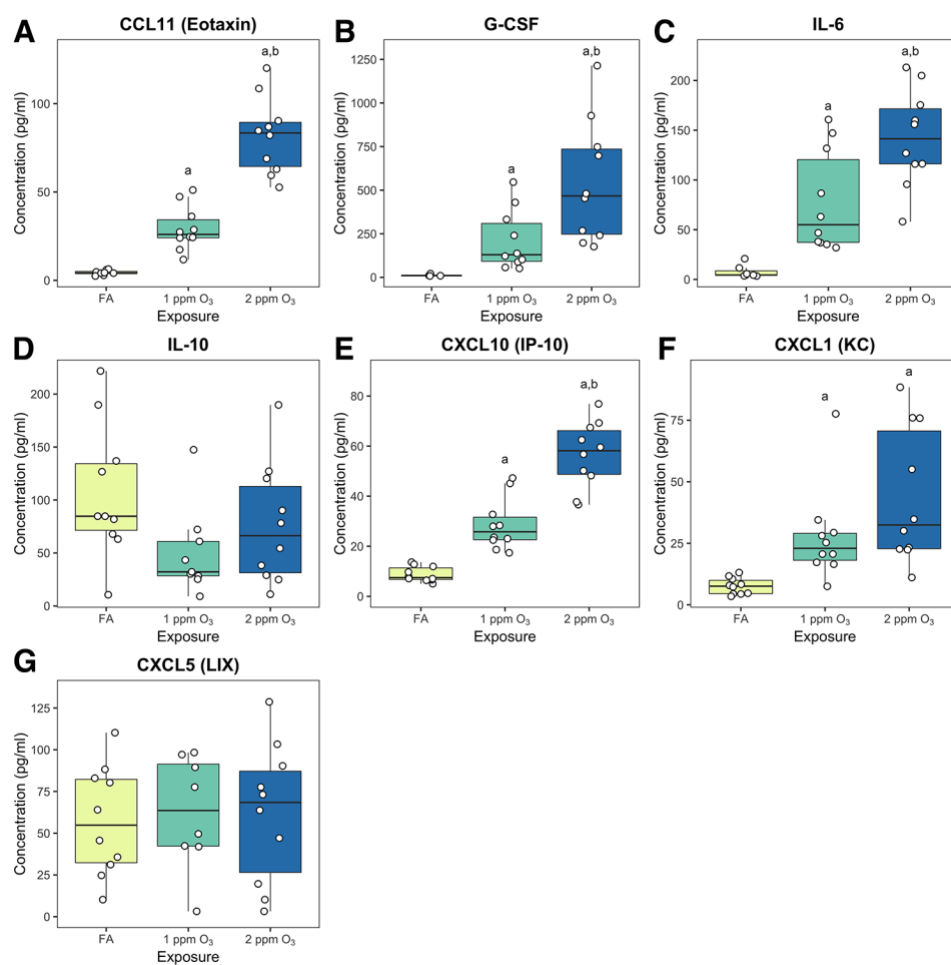 A
CCL11 (Eotaxin)
Concentration (pg/ml)
100
50
0
a
a,b
FA
1 ppm O₃
2 ppm O₃
Exposure
B
G-CSF
Concentration (pg/ml)
1250
1000
750
500
250
0
a
a,b
FA
1 ppm O₃
2 ppm O₃
Exposure
C
IL-6
Concentration (pg/ml)
200
150
100
50
0
a
a,b
FA
1 ppm O₃
2 ppm O₃
Exposure
D
IL-10
Concentration (pg/ml)
200
150
100
50
0
FA
1 ppm O₃
2 ppm O₃
Exposure
E
CXCL10 (IP-10)
Concentration (pg/ml)
80
60
40
20
0
a
a,b
FA
1 ppm O₃
2 ppm O₃
Exposure
F
CXCL1 (KC)
Concentration (pg/ml)
75
50
25
0
a
a
FA
1 ppm O₃
2 ppm O₃
Exposure
G
CXCL5 (LIX)
Concentration (pg/ml)
125
100
75
50
25
0
FA
1 ppm O₃
2 ppm O₃
Exposure